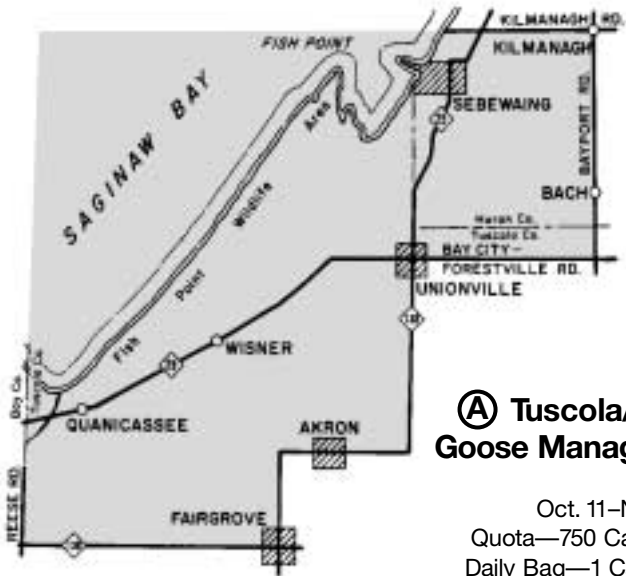 KILMANAGH RD.
FISH POINT
KILMANAGH
SAGINAW BAY
SEBEWAING
BAYPORT RD.
Fish Point Wildlife Area
BACH
Huron Co.
Tuscola Co.
BAY CITY-
FORESTVILLE RD.
UNIONVILLE
WISNER
Bay Co.
Tuscola Co.
QUANICASSEE
AKRON
REESE RD.
FAIRGROVE
A Tuscola/
Goose Manag
Oct. 11–N
Quota—750 Ca
Daily Bag—1 C